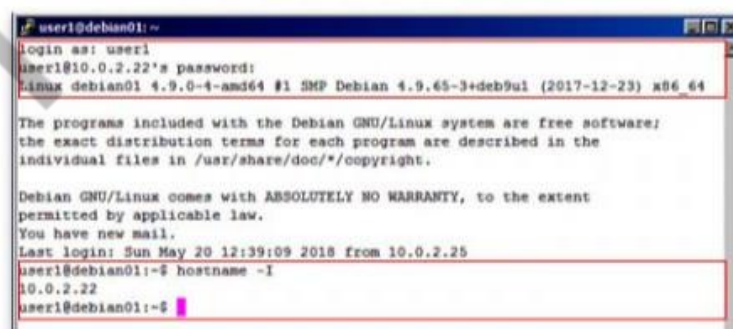 user1@debian01: ~
login as: user1
user1@10.0.2.22's password:
Linux debian01 4.9.0-4-amd64 #1 SMP Debian 4.9.65-3+deb9u1 (2017-12-23) x86_64
The programs included with the Debian GNU/Linux system are free software;
the exact distribution terms for each program are described in the
individual files in /usr/share/doc/*/copyright.
Debian GNU/Linux comes with ABSOLUTELY NO WARRANTY, to the extent
permitted by applicable law.
You have new mail.
Last login: Sun May 20 12:39:09 2018 from 10.0.2.25
user1@debian01:~$ hostname -I
10.0.2.22
user1@debian01:~$